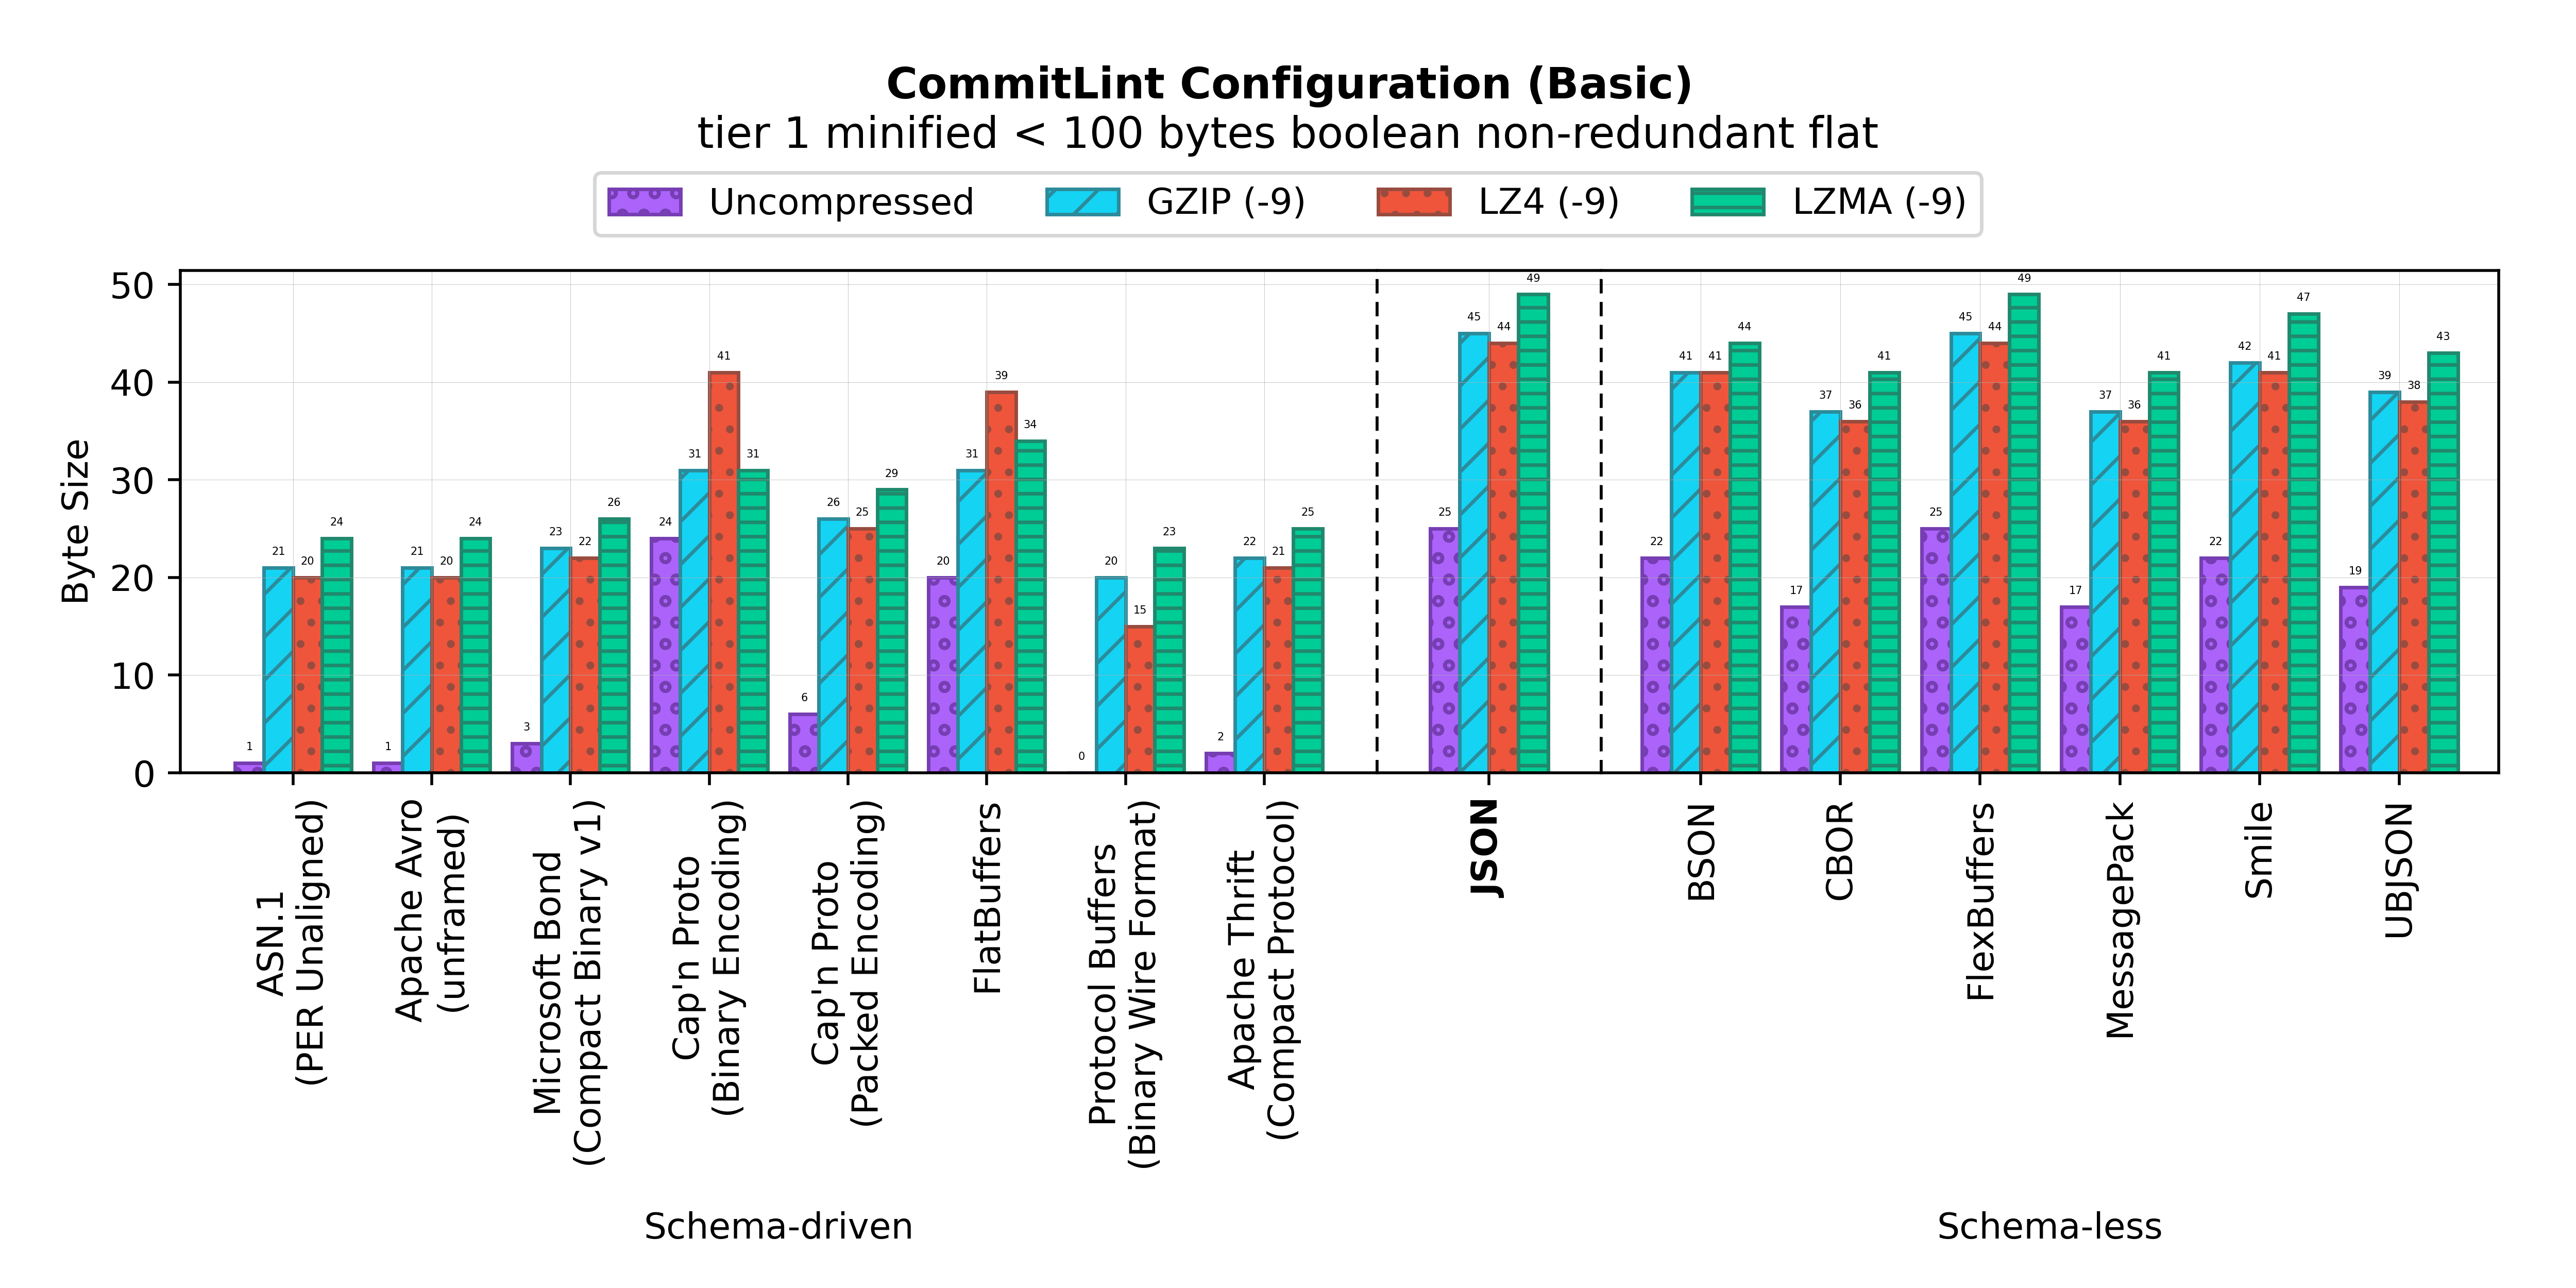 CommitLint Configuration (Basic)
tier 1 minified < 100 bytes boolean non-redundant flat
Uncompressed GZIP (-9) LZ4 (-9) LZMA (-9)
Byte Size
50
40
30
20
10
0
1 21 20 24
1 21 20 24
3 23 22 26
24 31 41 31
6 26 25 29
20 31 39 34
0 20 15 23
2 22 21 25
25 45 44 49
22 41 41 44
17 37 36 41
25 45 44 49
17 37 36 41
22 42 41 47
19 39 38 43
ASN.1
(PER Unaligned)
Apache Avro
(unframed)
Microsoft Bond
(Compact Binary v1)
Cap'n Proto
(Binary Encoding)
Cap'n Proto
(Packed Encoding)
FlatBuffers
Protocol Buffers
(Binary Wire Format)
Apache Thrift
(Compact Protocol)
JSON
BSON
CBOR
FlexBuffers
MessagePack
Smile
UBJSON
Schema-driven
Schema-less